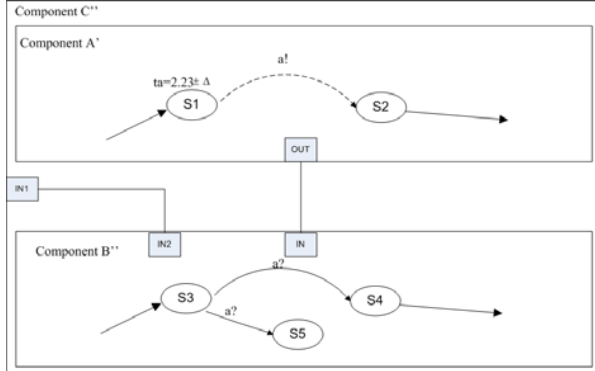 Component C''
Component A'
a!
ta=2.23± Δ
S1
S2
OUT
IN1
IN2
IN
Component B''
a?
S3
S4
a?
S5